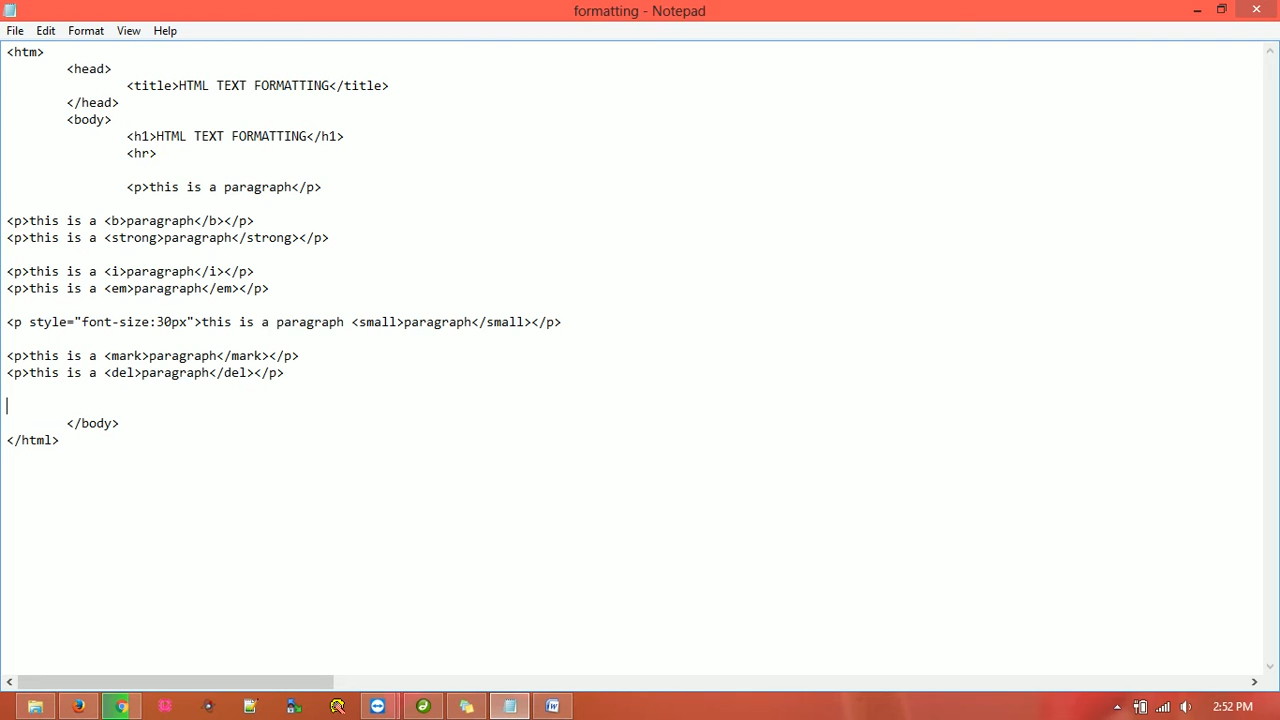 formatting - Notepad
File Edit Format View Help
<htm>
<head>
<title>HTML TEXT FORMATTING</title>
</head>
<body>
<h1>HTML TEXT FORMATTING</h1>
<hr>
<p>this is a paragraph</p>
<p>this is a <b>paragraph</b></p>
<p>this is a <strong>paragraph</strong></p>
<p>this is a <i>paragraph</i></p>
<p>this is a <em>paragraph</em></p>
<p style="font-size:30px">this is a paragraph <small>paragraph</small></p>
<p>this is a <mark>paragraph</mark></p>
<p>this is a <del>paragraph</del></p>
</body>
</html>
2:52 PM